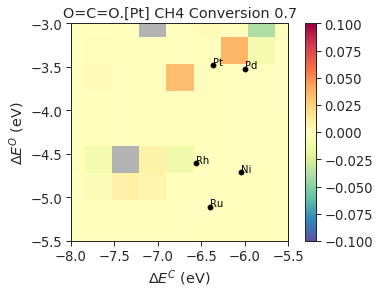 O=C=O.[Pt] CH4 Conversion 0.7
−3.0
−3.5
−4.0
−4.5
−5.0
−5.5
ΔE^O (eV)
Pt
Pd
Rh
Ni
Ru
−8.0 −7.5 −7.0 −6.5 −6.0 −5.5
ΔE^C (eV)
0.100
0.075
0.050
0.025
0.000
−0.025
−0.050
−0.075
−0.100